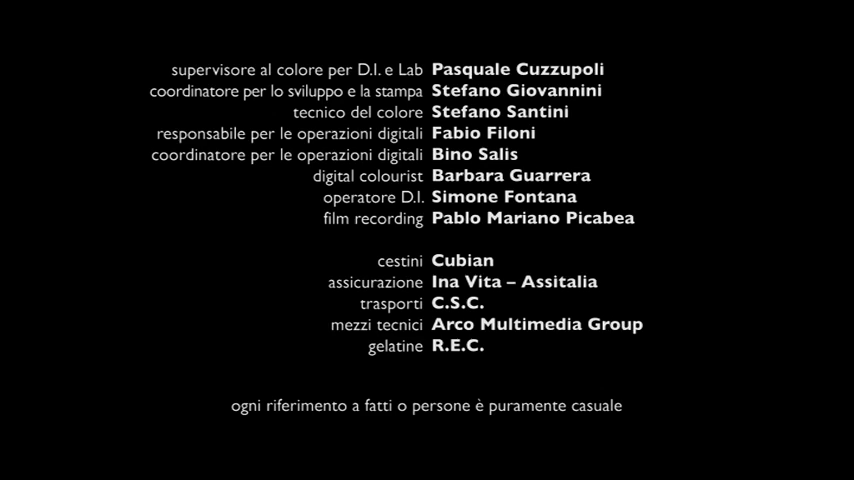 supervisore al colore per D.I. e Lab Pasquale Cuzzupoli
coordinatore per lo sviluppo e la stampa Stefano Giovannini
tecnico del colore Stefano Santini
responsabile per le operazioni digitali Fabio Filoni
coordinatore per le operazioni digitali Bino Salis
digital colourist Barbara Guarrera
operatore D.I. Simone Fontana
film recording Pablo Mariano Picabea
cestini Cubian
assicurazione Ina Vita – Assitalia
trasporti C.S.C.
mezzi tecnici Arco Multimedia Group
gelatine R.E.C.
ogni riferimento a fatti o persone è puramente casuale